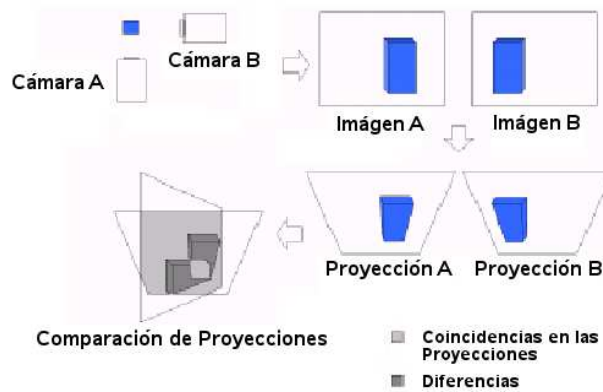 Cámara B
Cámara A
Imágen A
Imágen B
Proyección A
Proyección B
Comparación de Proyecciones
Coincidencias en las
Proyecciones
Diferencias